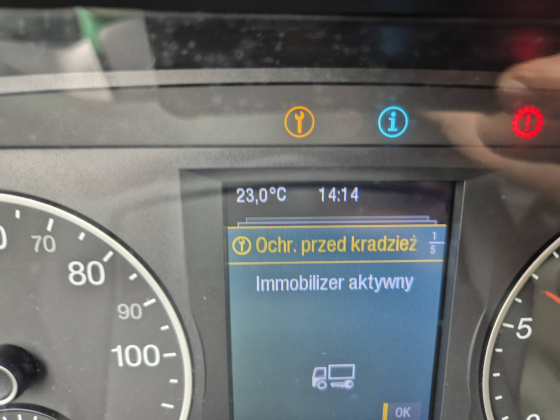 23,0°C 14:14
Ochr. przed kradzież 1/5
Immobilizer aktywny
OK
70
80
90
100
5